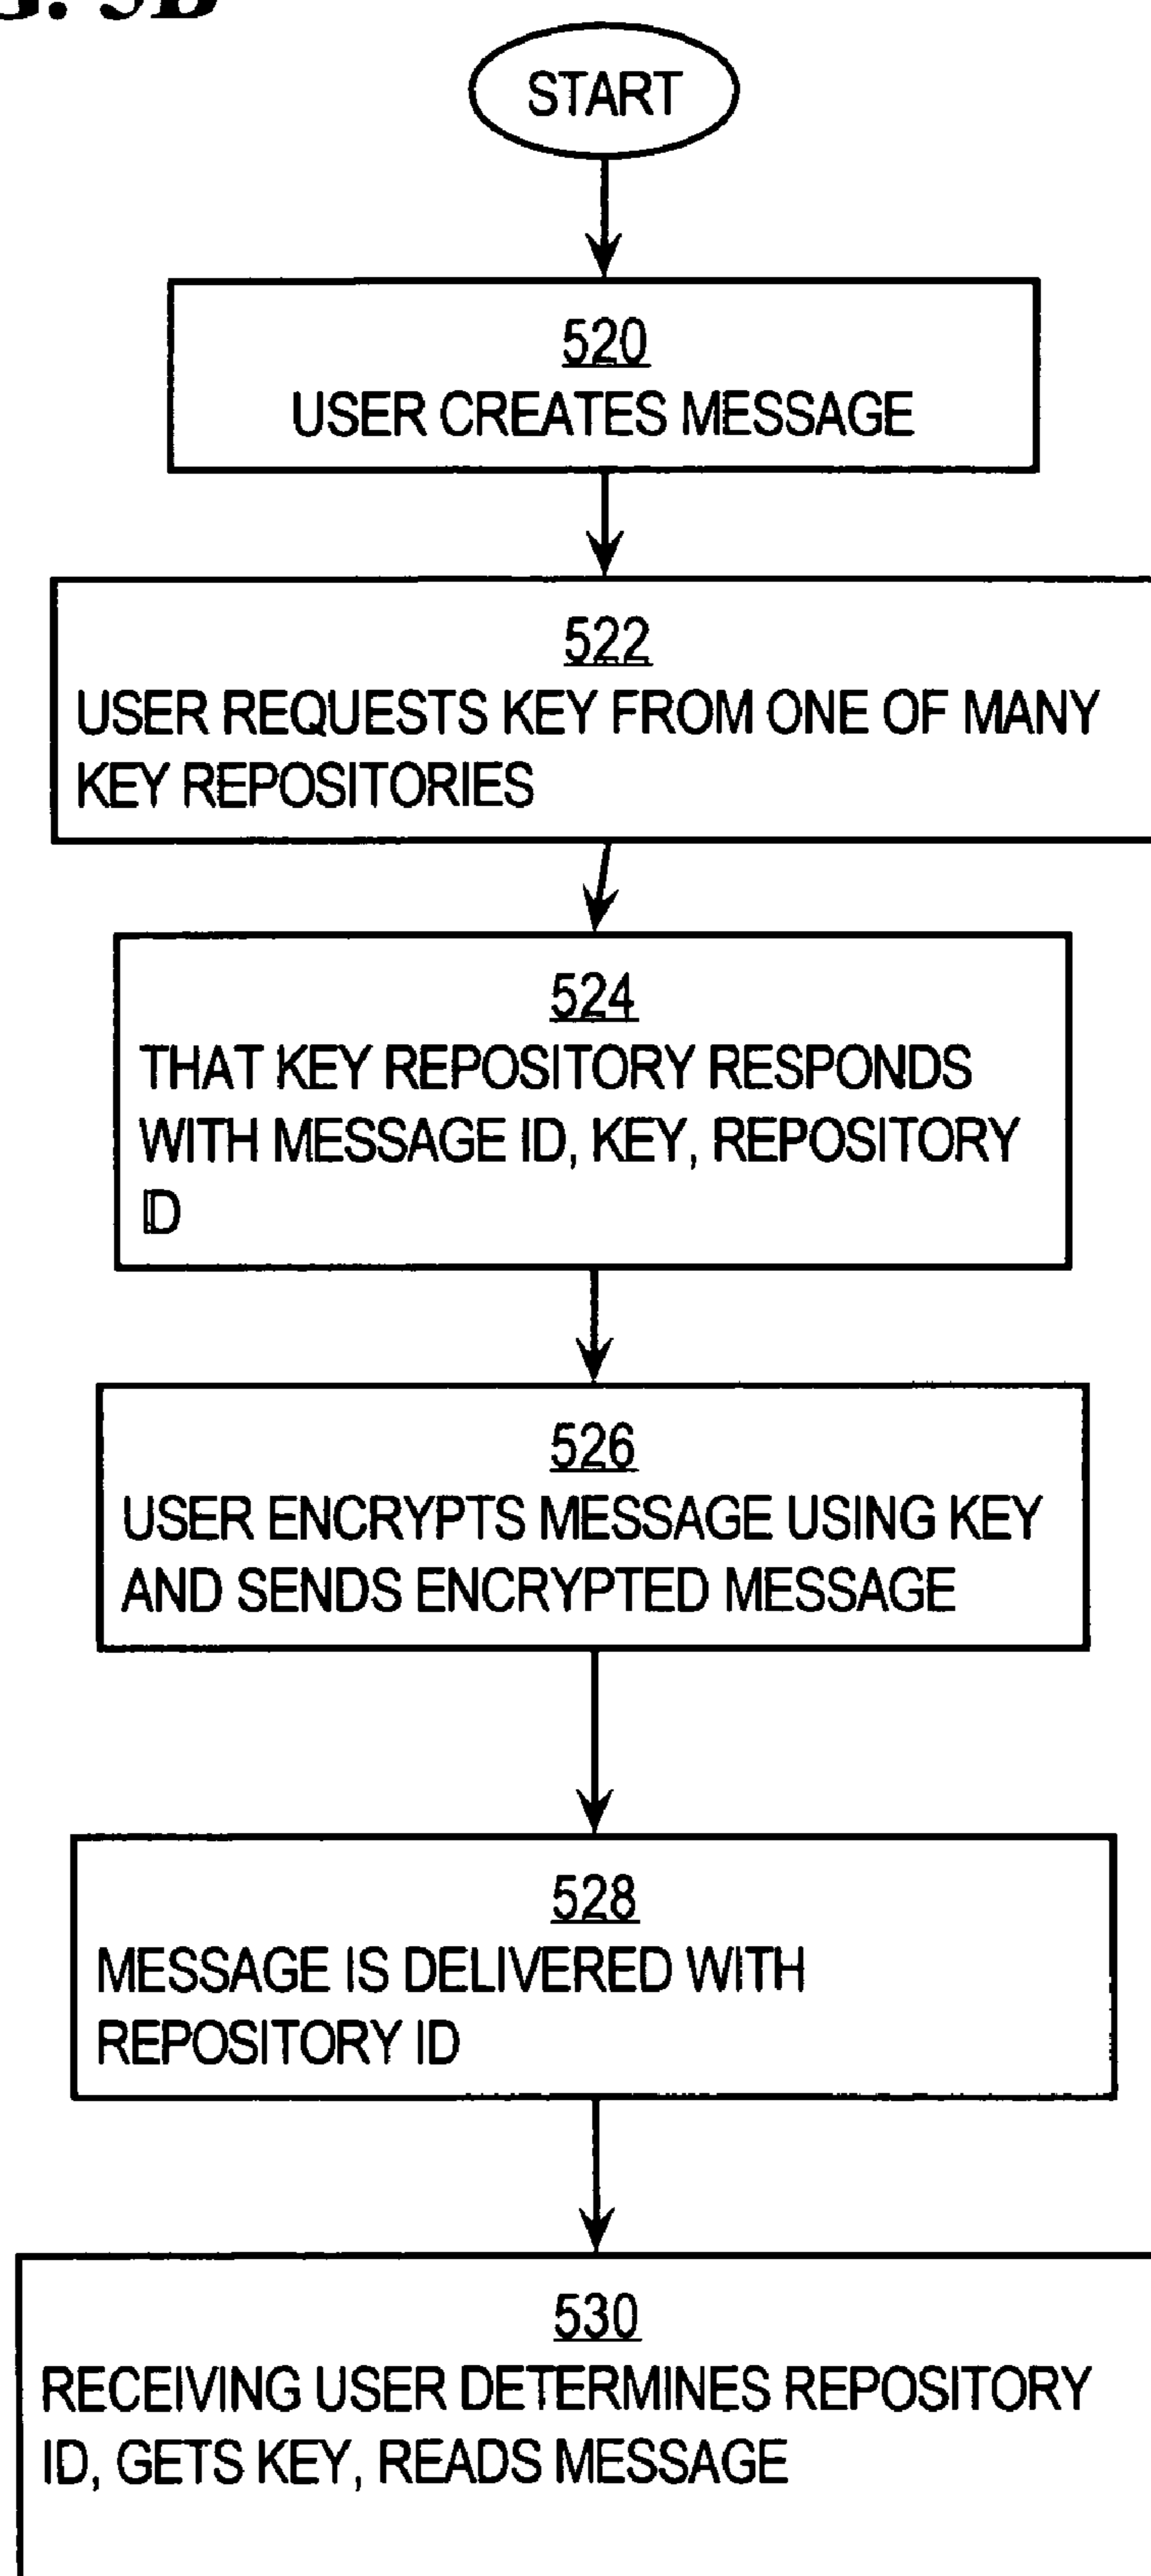 5B
START
520
USER CREATES MESSAGE
522
USER REQUESTS KEY FROM ONE OF MANY
KEY REPOSITORIES
524
THAT KEY REPOSITORY RESPONDS
WITH MESSAGE ID, KEY, REPOSITORY
ID
526
USER ENCRYPTS MESSAGE USING KEY
AND SENDS ENCRYPTED MESSAGE
528
MESSAGE IS DELIVERED WITH
REPOSITORY ID
530
RECEIVING USER DETERMINES REPOSITORY
ID, GETS KEY, READS MESSAGE